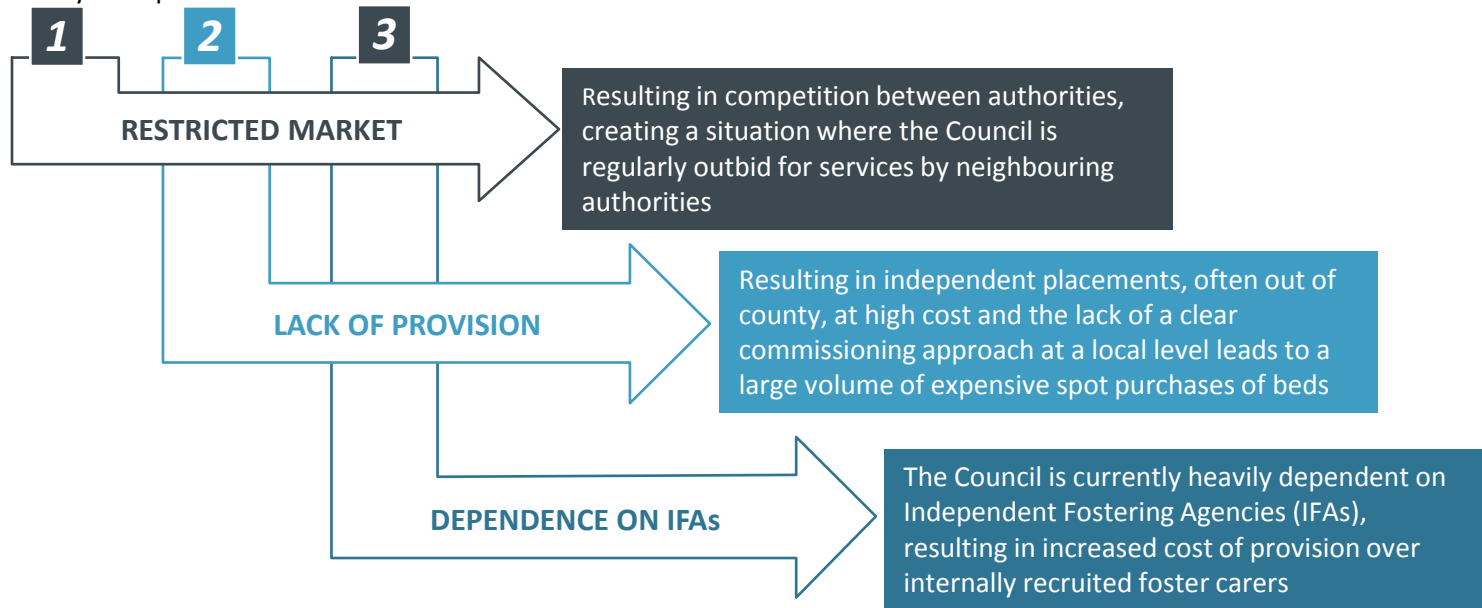 1
2
3
RESTRICTED MARKET
Resulting in competition between authorities,
creating a situation where the Council is
regularly outbid for services by neighbouring
authorities
LACK OF PROVISION
Resulting in independent placements, often out of
county, at high cost and the lack of a clear
commissioning approach at a local level leads to a
large volume of expensive spot purchases of beds
DEPENDENCE ON IFAs
The Council is currently heavily dependent on
Independent Fostering Agencies (IFAs),
resulting in increased cost of provision over
internally recruited foster carers